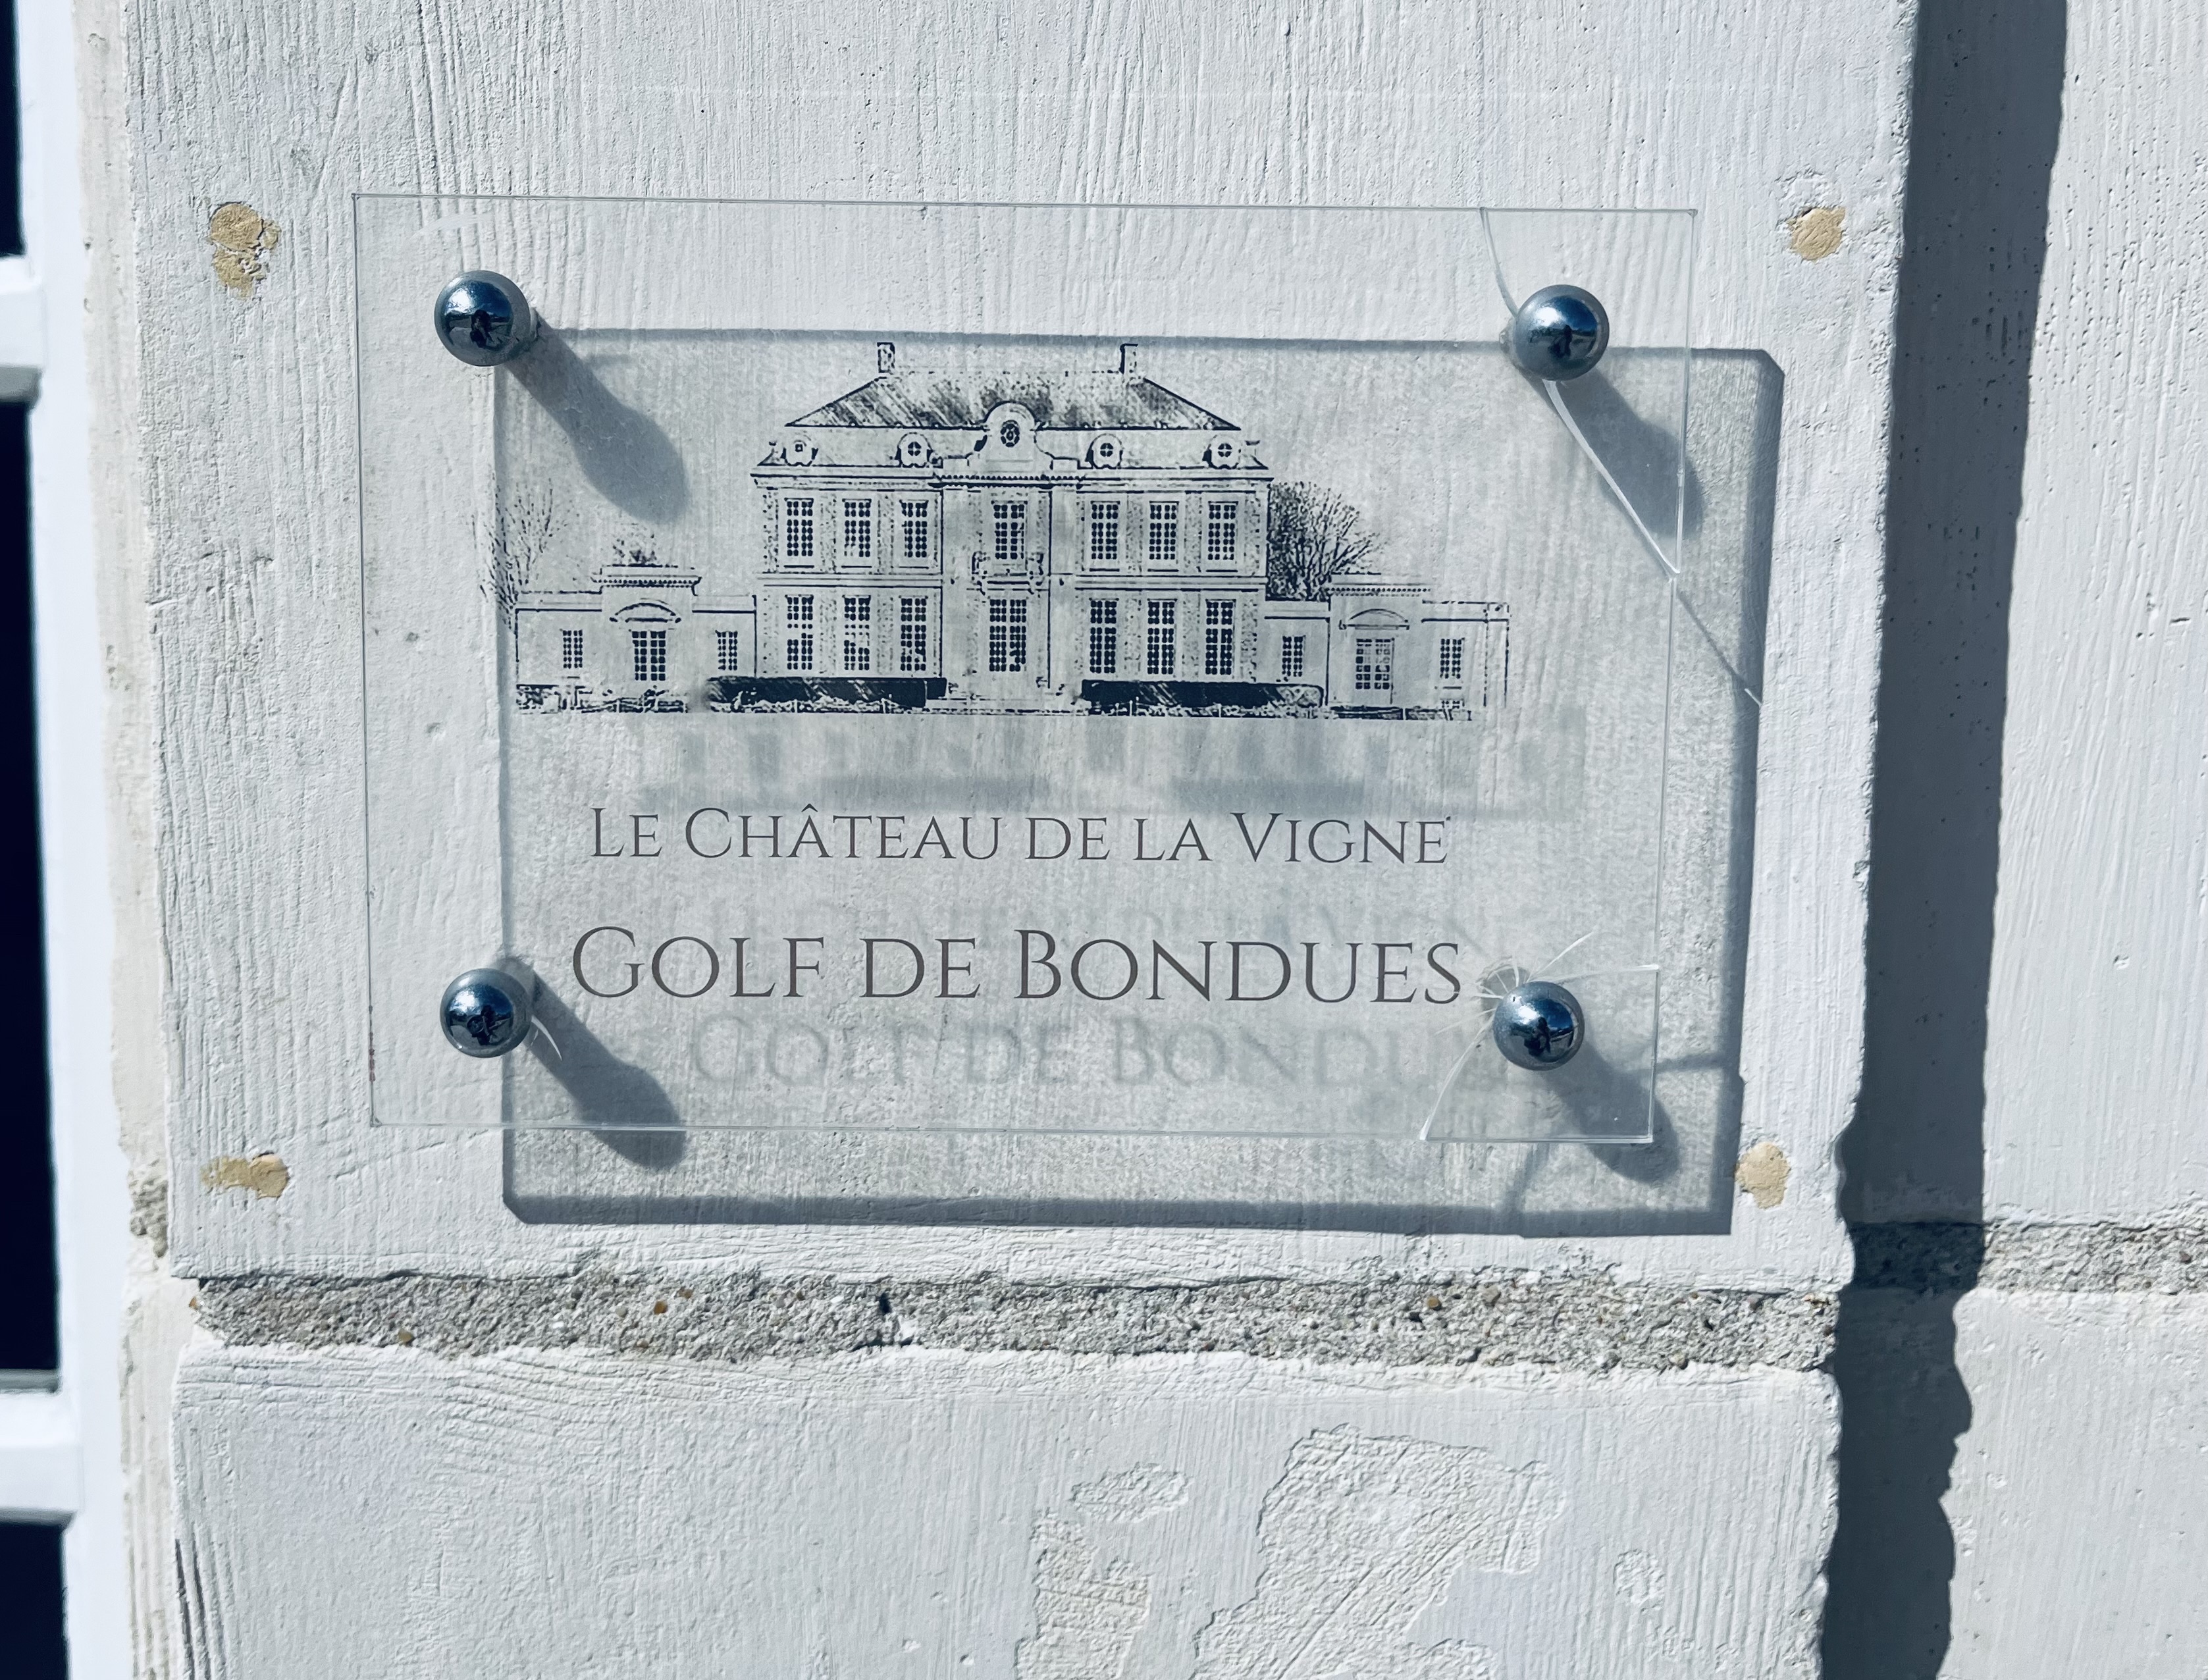 Le Château de la Vigne
Golf de Bondues